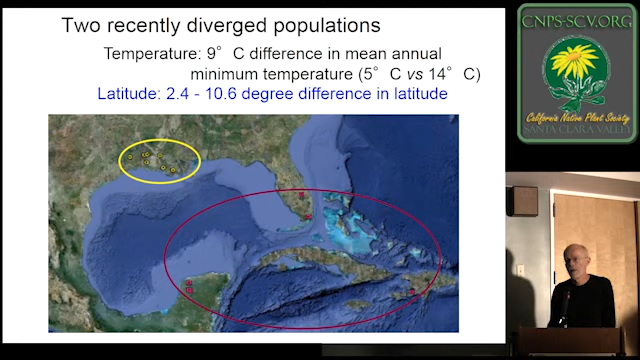 Two recently diverged populations
Temperature: 9° C difference in mean annual
minimum temperature (5° C vs 14° C)
Latitude: 2.4 - 10.6 degree difference in latitude
CNPS-SCV.ORG
California Native Plant Society
SANTA CLARA VALLEY